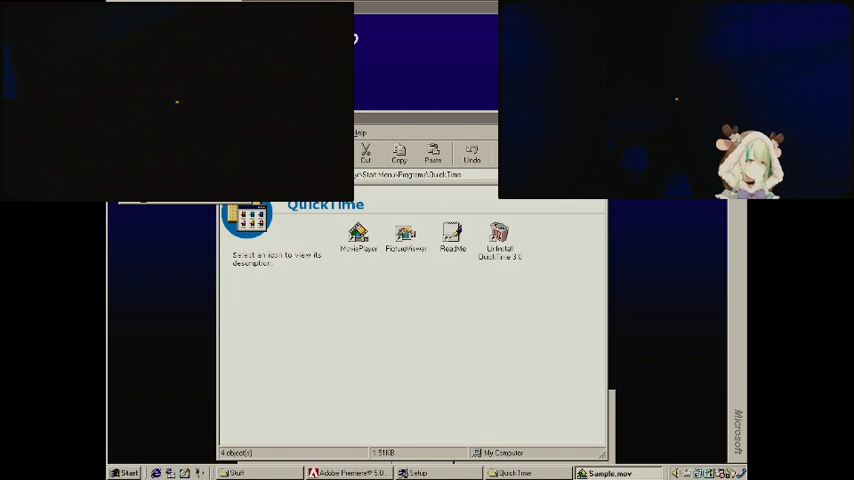 Help
Cut
Copy
Paste
Undo
\Start Menu\Programs\QuickTime
QuickTime
MoviePlayer
PictureViewer
ReadMe
UnInstall
QuickTime 3.0
Select an icon to view its
description.
Microsoft
4 object(s)
1.51KB
My Computer
Start
Stuff
Adobe Premiere® 5.0...
Setup
QuickTime
Sample.mov